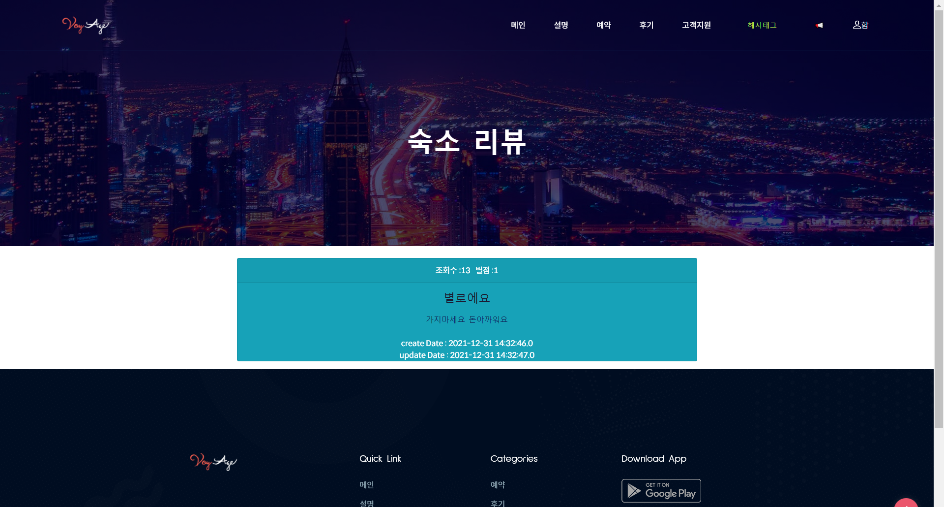 Voy Age
메인 설명 예약 후기 고객지원 해시태그
숙소 리뷰
조회수 :13 별점 :1
별로에요
가지마세요 돈아까워요
create Date : 2021-12-31 14:32:46.0
update Date : 2021-12-31 14:32:47.0
Voy Age
Quick Link
메인
설명
Categories
예약
후기
Download App
GET IT ON
Google Play